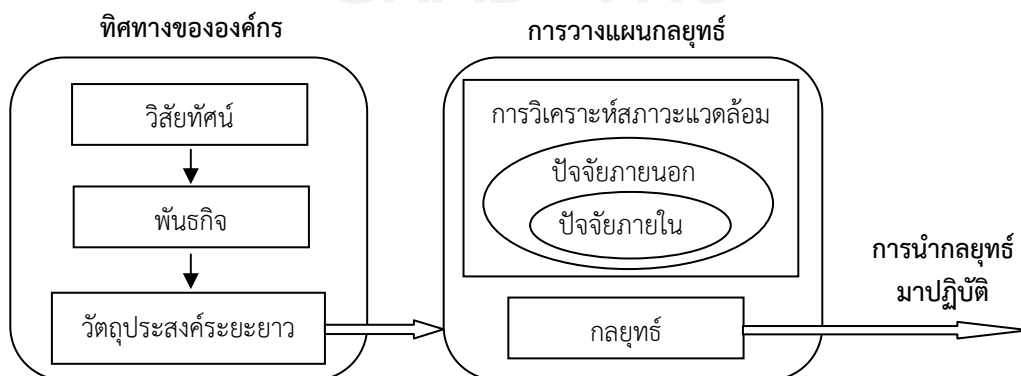 ทิศทางขององค์กร
วิสัยทัศน์
พันธกิจ
วัตถุประสงค์ระยะยาว
การวางแผนกลยุทธ์
การวิเคราะห์สภาวะแวดล้อม
ปัจจัยภายนอก
ปัจจัยภายใน
กลยุทธ์
การนำกลยุทธ์
มาปฏิบัติ